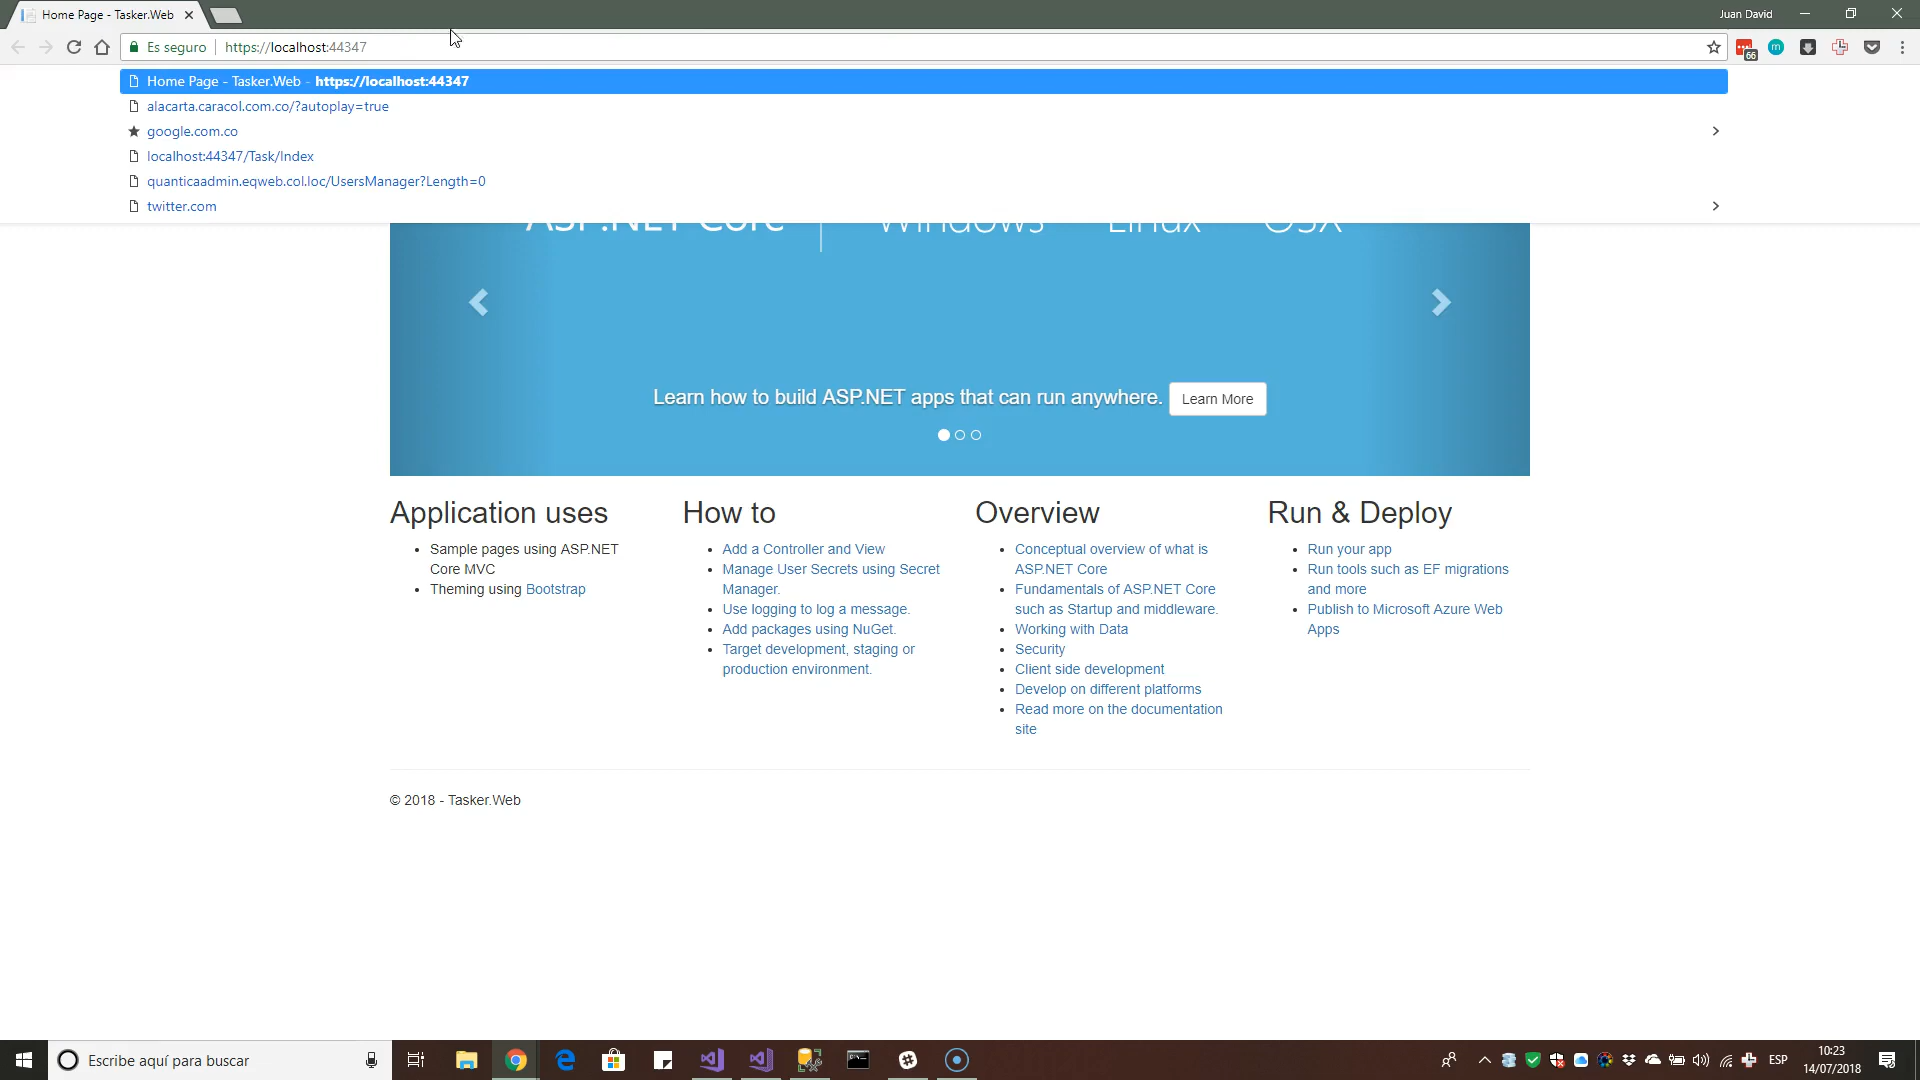 Home Page - Tasker.Web
Juan David
Es seguro
https://localhost:44347
66
m
Home Page - Tasker.Web - https://localhost:44347
alacarta.caracol.com.co/?autoplay=true
google.com.co
localhost:44347/Task/Index
quanticaadmin.eqweb.col.loc/UsersManager?Length=0
twitter.com
ASP.NET Core Windows Linux OSX
Learn how to build ASP.NET apps that can run anywhere.
Learn More
Application uses
Sample pages using ASP.NET
Core MVC
Theming using Bootstrap
How to
Add a Controller and View
Manage User Secrets using Secret
Manager.
Use logging to log a message.
Add packages using NuGet.
Target development, staging or
production environment.
Overview
Conceptual overview of what is
ASP.NET Core
Fundamentals of ASP.NET Core
such as Startup and middleware.
Working with Data
Security
Client side development
Develop on different platforms
Read more on the documentation
site
Run & Deploy
Run your app
Run tools such as EF migrations
and more
Publish to Microsoft Azure Web
Apps
© 2018 - Tasker.Web
Escribe aquí para buscar
ESP
10:23
14/07/2018